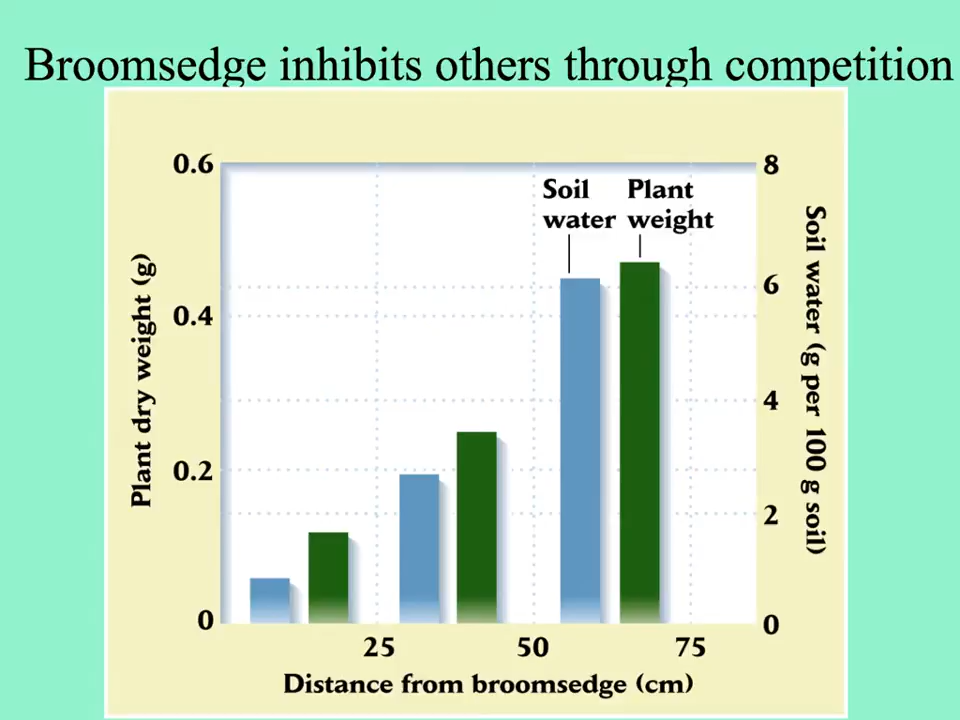 Broomsedge inhibits others through competition
0.6
0.4
0.2
0
Plant dry weight (g)
Soil water
Plant weight
8
6
4
2
0
Soil water (g per 100 g soil)
25 50 75
Distance from broomsedge (cm)